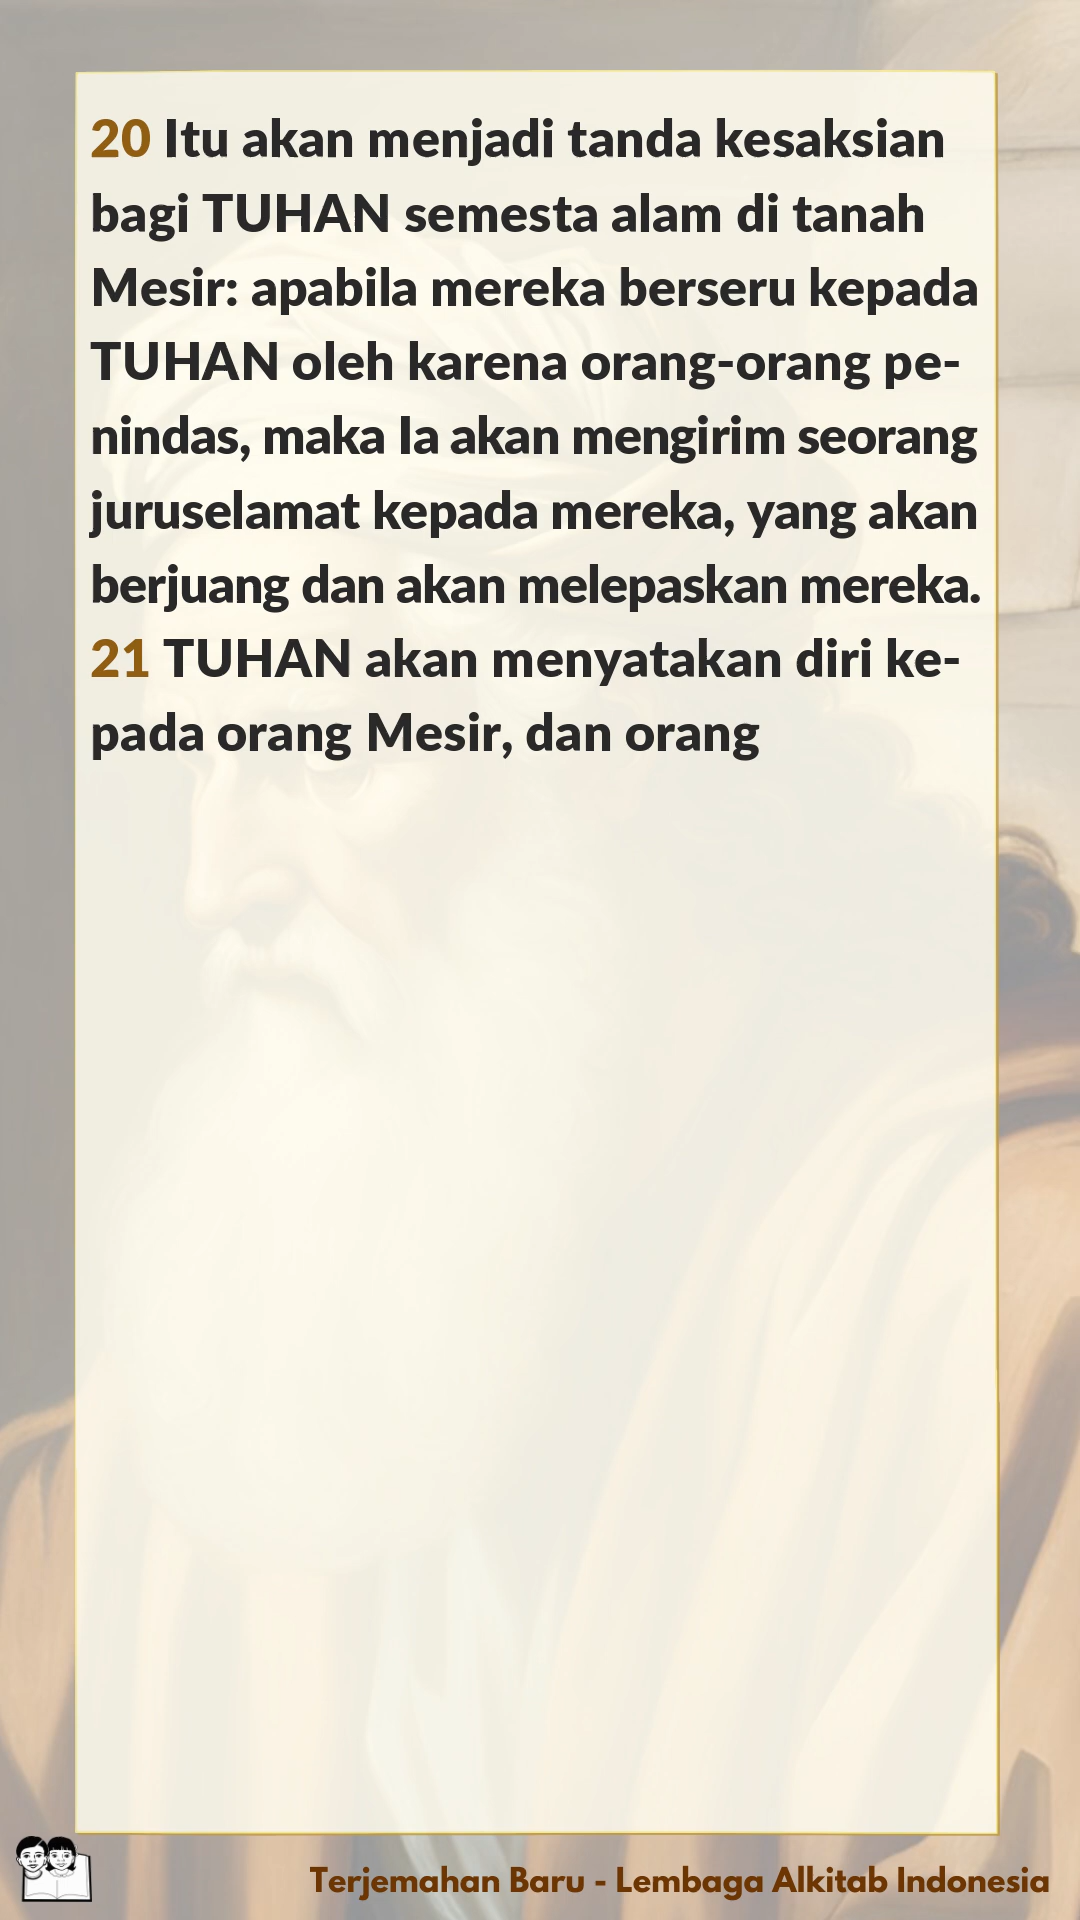 20 Itu akan menjadi tanda kesaksian
bagi TUHAN semesta alam di tanah
Mesir: apabila mereka berseru kepada
TUHAN oleh karena orang-orang pe-
nindas, maka Ia akan mengirim seorang
juruselamat kepada mereka, yang akan
berjuang dan akan melepaskan mereka.
21 TUHAN akan menyatakan diri ke-
pada orang Mesir, dan orang
Terjemahan Baru - Lembaga Alkitab Indonesia